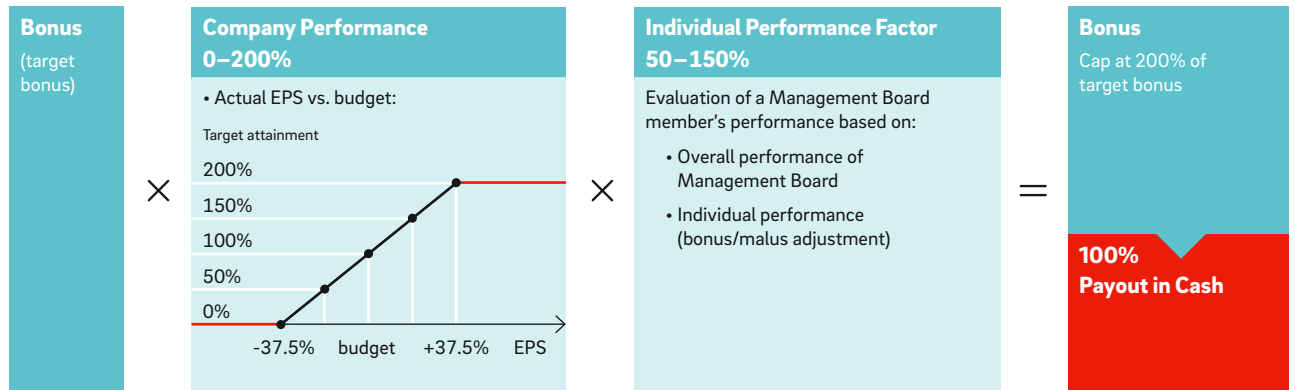 Bonus
(target
bonus)
×
Company Performance
0–200%
• Actual EPS vs. budget:
Target attainment
200%
150%
100%
50%
0%
-37.5%
budget
+37.5%
EPS
×
Individual Performance Factor
50–150%
Evaluation of a Management Board
member’s performance based on:
• Overall performance of
Management Board
• Individual performance
(bonus/malus adjustment)
=
Bonus
Cap at 200% of
target bonus
100%
Payout in Cash